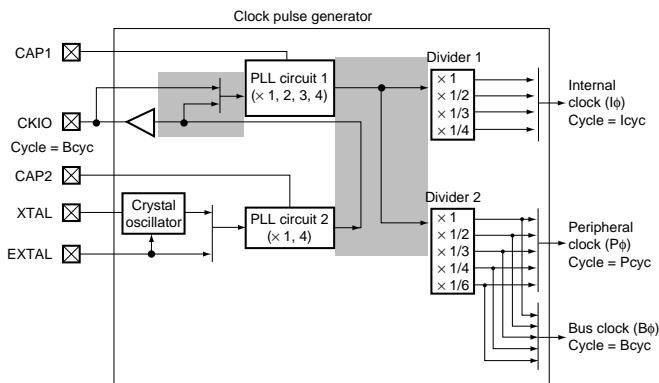 Clock pulse generator
CAP1
PLL circuit 1
(× 1, 2, 3, 4)
Divider 1
× 1
× 1/2
× 1/3
× 1/4
Internal
clock (Iϕ)
Cycle = Icyc
CKIO
Cycle = Bcyc
CAP2
XTAL
Crystal
oscillator
EXTAL
PLL circuit 2
(× 1, 4)
Divider 2
× 1
× 1/2
× 1/3
× 1/4
× 1/6
Peripheral
clock (Pϕ)
Cycle = Pcyc
Bus clock (Bϕ)
Cycle = Bcyc